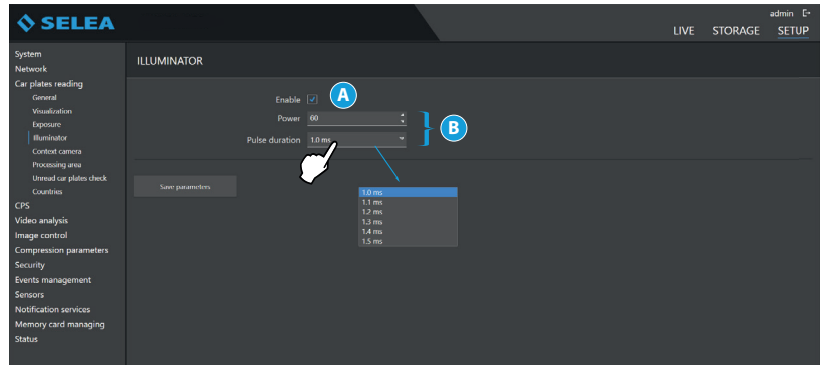 SELEA
admin
LIVE STORAGE SETUP
System
Network
Car plates reading
General
Visualization
Exposure
Illuminator
Context camera
Processing area
Unread car plates check
Countries
CPS
Video analysis
Image control
Compression parameters
Security
Events management
Sensors
Notification services
Memory card managing
Status
ILLUMINATOR
Enable
A
Power 60
B
Pulse duration 1.0 ms
Save parameters
1.0 ms
1.1 ms
1.2 ms
1.3 ms
1.4 ms
1.5 ms